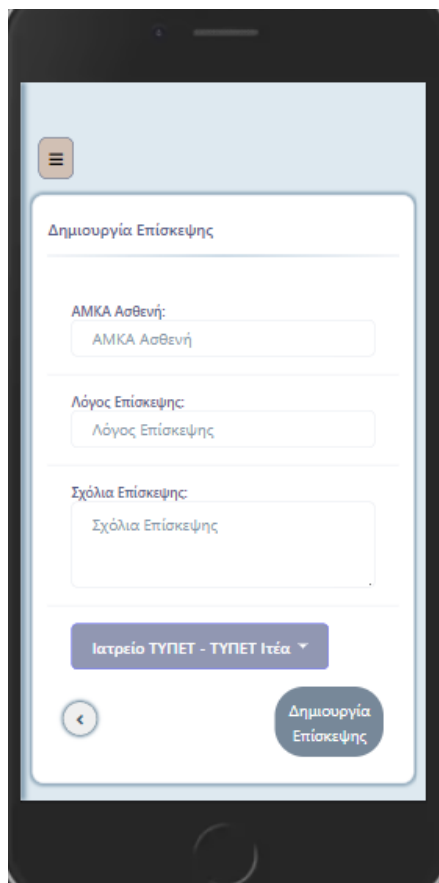 Δημιουργία Επίσκεψης
ΑΜΚΑ Ασθενή:
ΑΜΚΑ Ασθενή
Λόγος Επίσκεψης:
Λόγος Επίσκεψης
Σχόλια Επίσκεψης:
Σχόλια Επίσκεψης
Ιατρείο ΤΥΠΕΤ - ΤΥΠΕΤ Ιτέα
Δημιουργία
Επίσκεψης